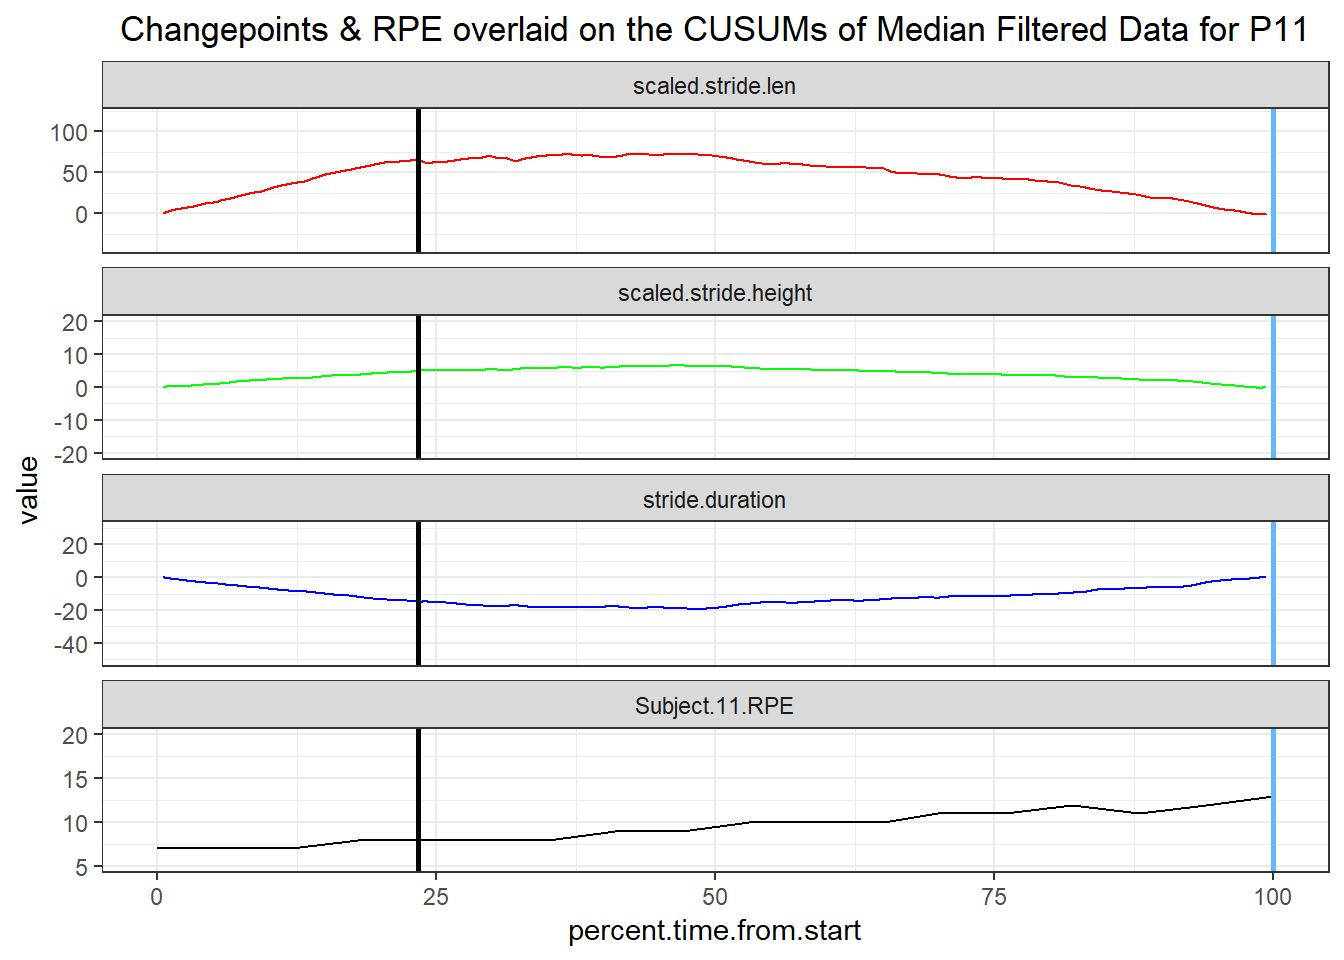 Changepoints & RPE overlaid on the CUSUMs of Median Filtered Data for P11
scaled.stride.len
100
50
0
scaled.stride.height
20
10
0
-10
-20
value
stride.duration
20
0
-20
-40
Subject.11.RPE
20
15
10
5
0 25 50 75 100
percent.time.from.start